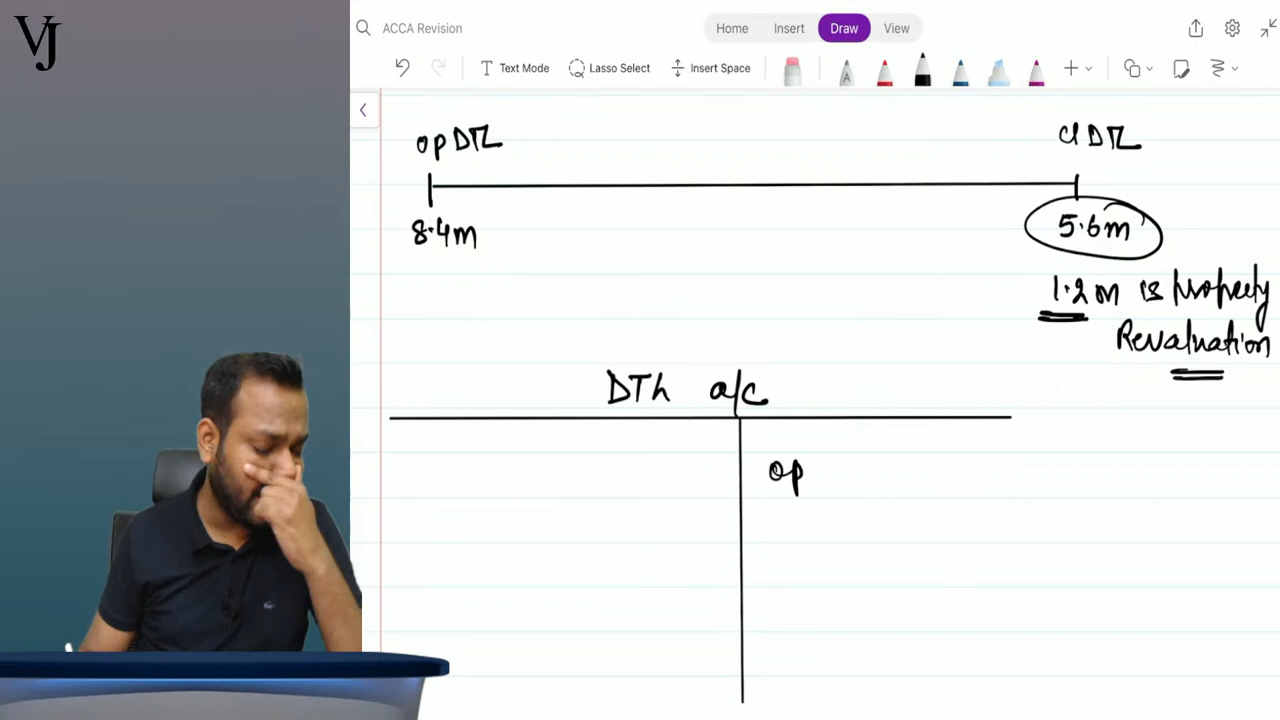 VJ
ACCA Revision
Home Insert Draw View
Text Mode Lasso Select Insert Space
A
op DTL cl DTL
8.4m 5.6m
1.2m is property
Revaluation
DTL a/c
op